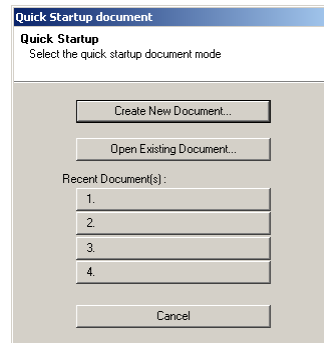 Quick Startup document
Quick Startup
Select the quick startup document mode
Create New Document...
Open Existing Document...
Recent Document(s) :
1.
2.
3.
4.
Cancel